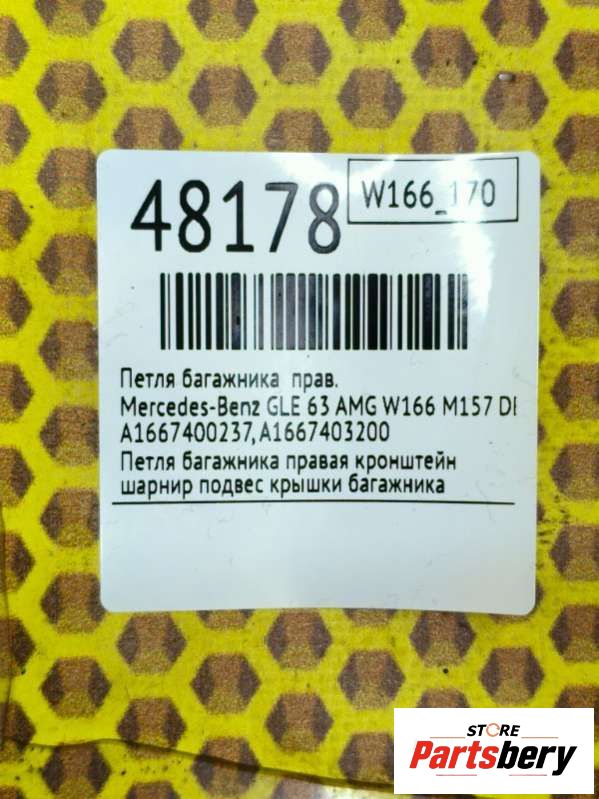 48178
W166_170
Петля багажника прав.
Mercedes-Benz GLE 63 AMG W166 M157 DE
A1667400237, A1667403200
Петля багажника правая кронштейн
шарнир подвес крышки багажника
STORE
Partsbery